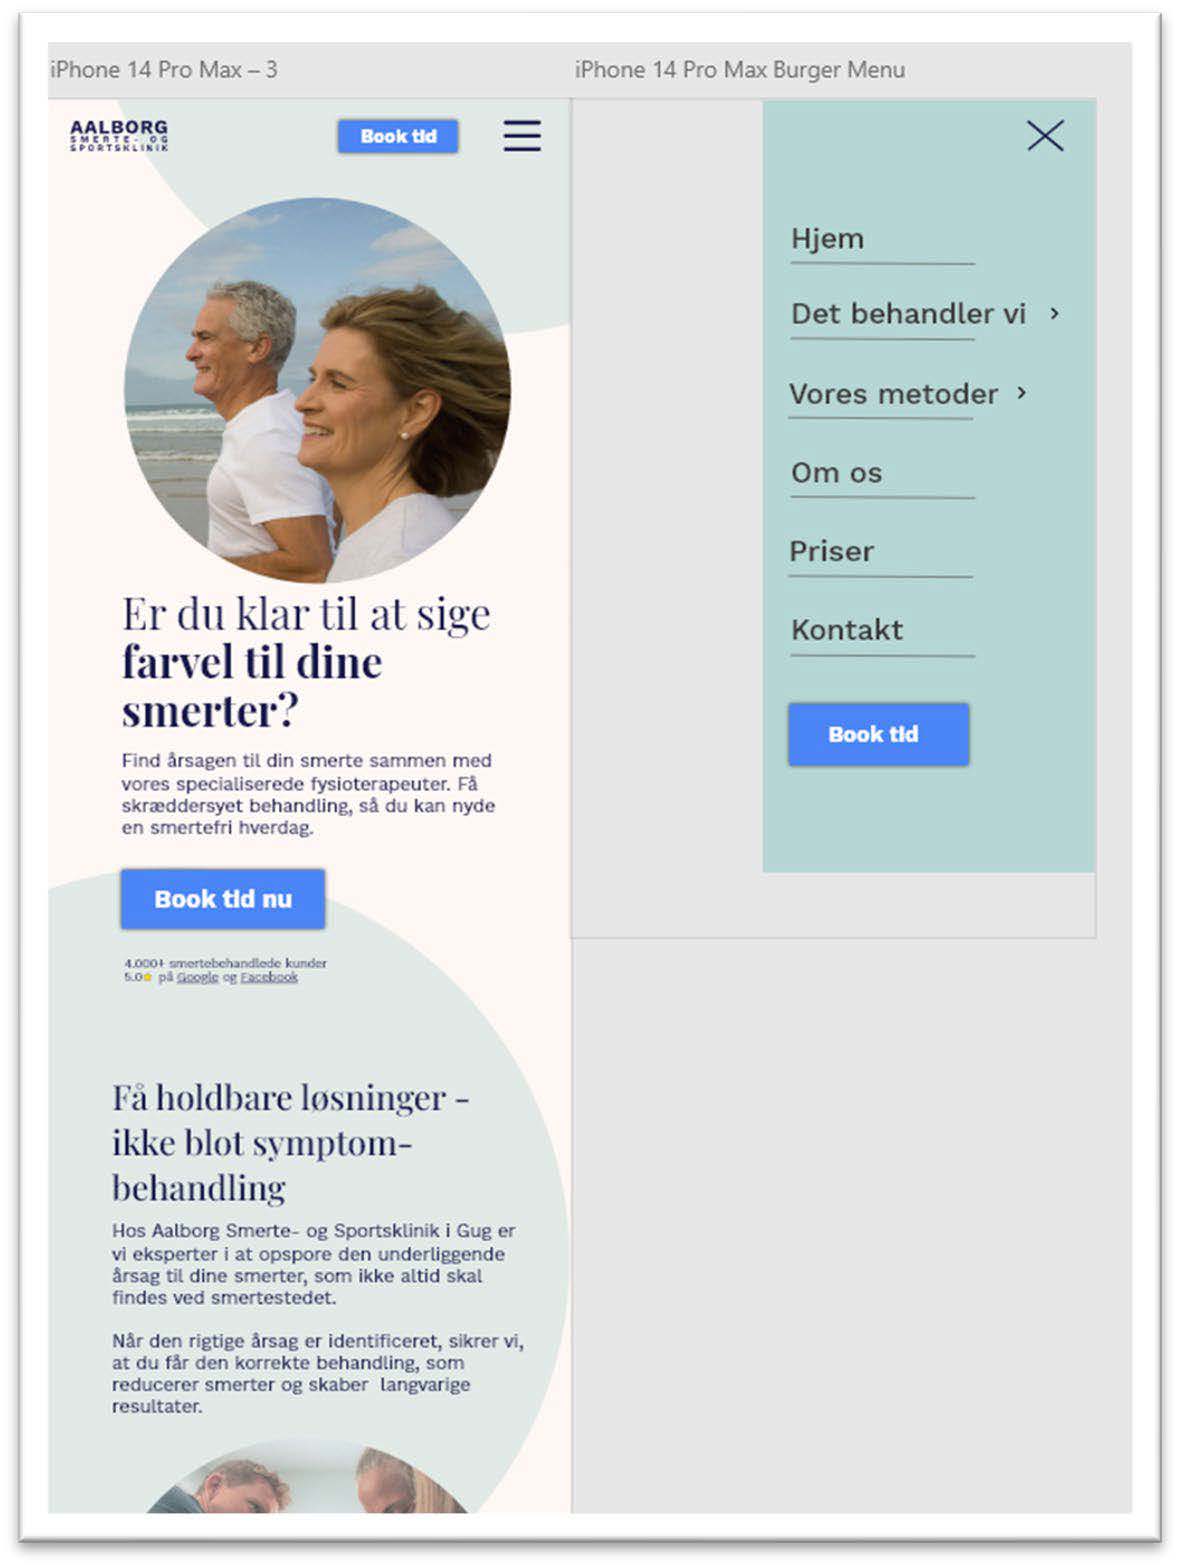 iPhone 14 Pro Max – 3
iPhone 14 Pro Max Burger Menu
AALBORG
SMERTE- OG
SPORTSKLINIK
Book tid
Er du klar til at sige
farvel til dine
smerter?
Find årsagen til din smerte sammen med
vores specialiserede fysioterapeuter. Få
skræddersyet behandling, så du kan nyde
en smertefri hverdag.
Book tid nu
4.000+ smertebehandlede kunder
5.0⭐ på Google og Facebook
Få holdbare løsninger -
ikke blot symptom-
behandling
Hos Aalborg Smerte- og Sportsklinik i Gug er
vi eksperter i at opspore den underliggende
årsag til dine smerter, som ikke altid skal
findes ved smertestedet.
Når den rigtige årsag er identificeret, sikrer vi,
at du får den korrekte behandling, som
reducerer smerter og skaber langvarige
resultater.
Hjem
Det behandler vi ›
Vores metoder ›
Om os
Priser
Kontakt
Book tid